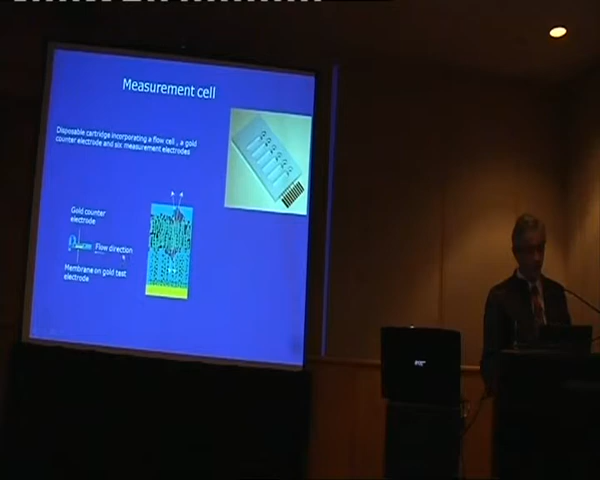 Measurement cell
Disposable cartridge incorporating a flow cell , a gold
counter electrode and six measurement electrodes
Gold counter
electrode
Flow direction
Membrane on gold test
electrode